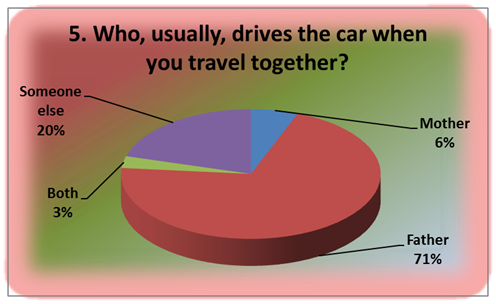 5. Who, usually, drives the car when
you travel together?
Someone
else
20%
Mother
6%
Both
3%
Father
71%